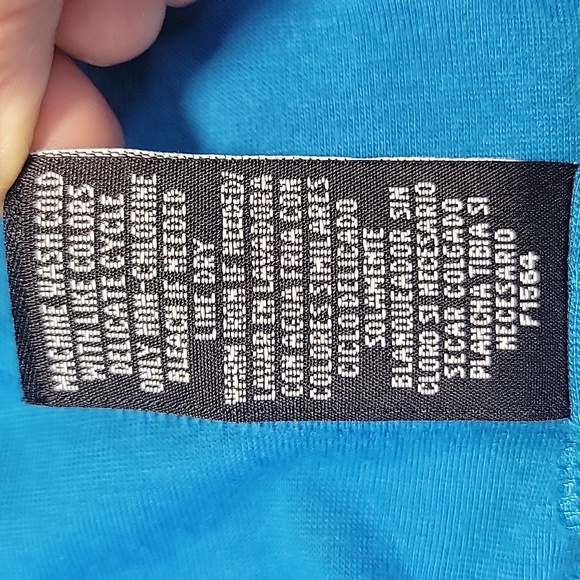 MACHINE WASH COLD
WITH LIKE COLORS
DELICATE CYCLE
ONLY NON-CHLORINE
BLEACH IF NEEDED
LINE DRY
WARM IRON IF NEEDED/
LAVAR EN LAVADORA
CON AGUA FRIA CON
COLORES SIMILARES
CICLO DELICADO
SOLAMENTE
BLANQUEADOR SIN
CLORO SI NECESARIO
SECAR COLGADO
PLANCHA TIBIA SI
NECESARIO
F1564